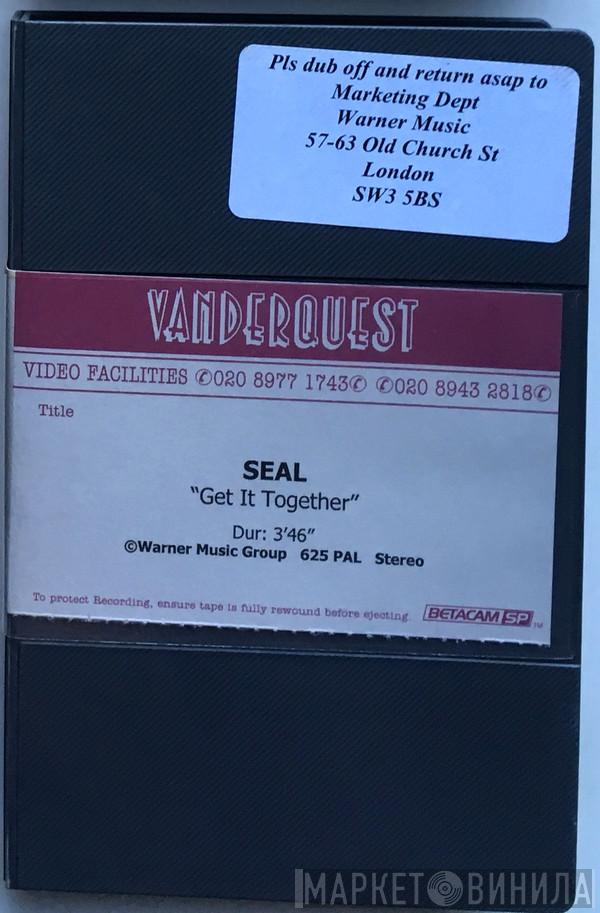 Pls dub off and return asap to
Marketing Dept
Warner Music
57-63 Old Church St
London
SW3 5BS
VANDERQUEST
VIDEO FACILITIES ✆020 8977 1743✆ ✆020 8943 2818✆
Title
SEAL
“Get It Together”
Dur: 3’46”
©Warner Music Group 625 PAL Stereo
To protect Recording, ensure tape is fully rewound before ejecting.
BETACAM SP TM
МАРКЕТ ВИНИЛА